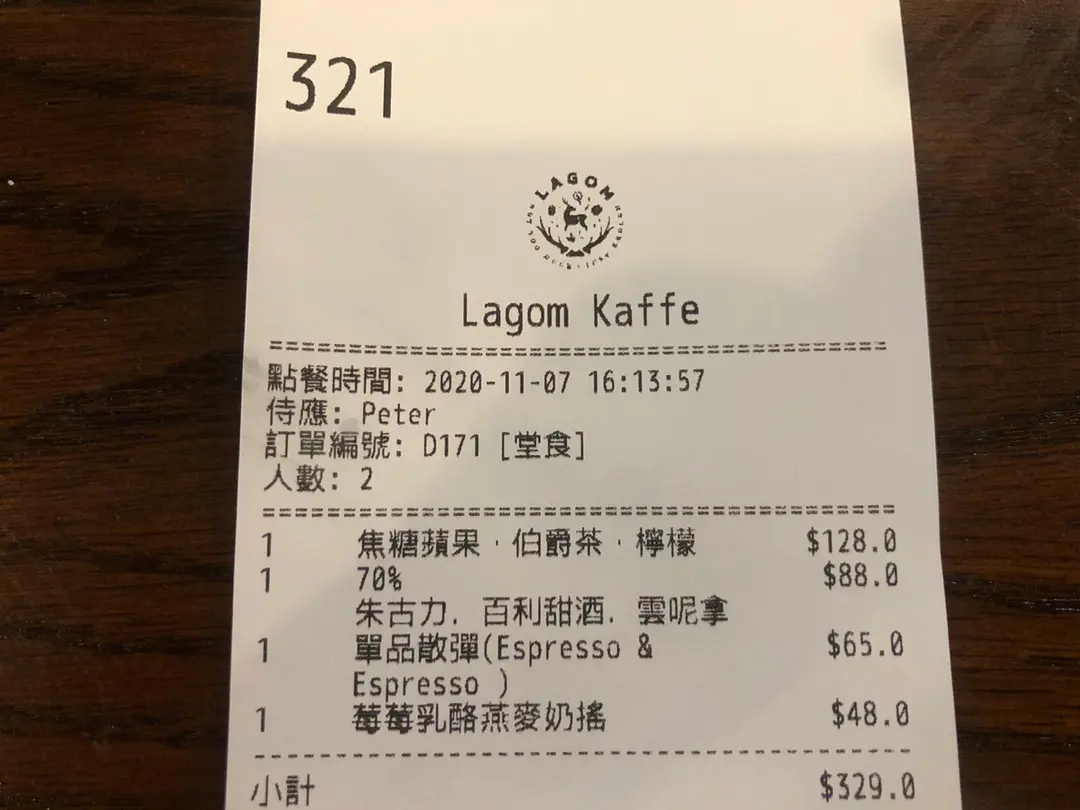 321
LAGOM
Lagom Kaffe
點餐時間: 2020-11-07 16:13:57
侍應: Peter
訂單編號: D171 [堂食]
人數: 2
1 焦糖蘋果·伯爵茶·檸檬 $128.0
1 70% $88.0
朱古力. 百利甜酒. 雲呢拿
1 單品散彈(Espresso & $65.0
Espresso )
1 莓莓乳酪燕麥奶搖 $48.0
小計 $329.0